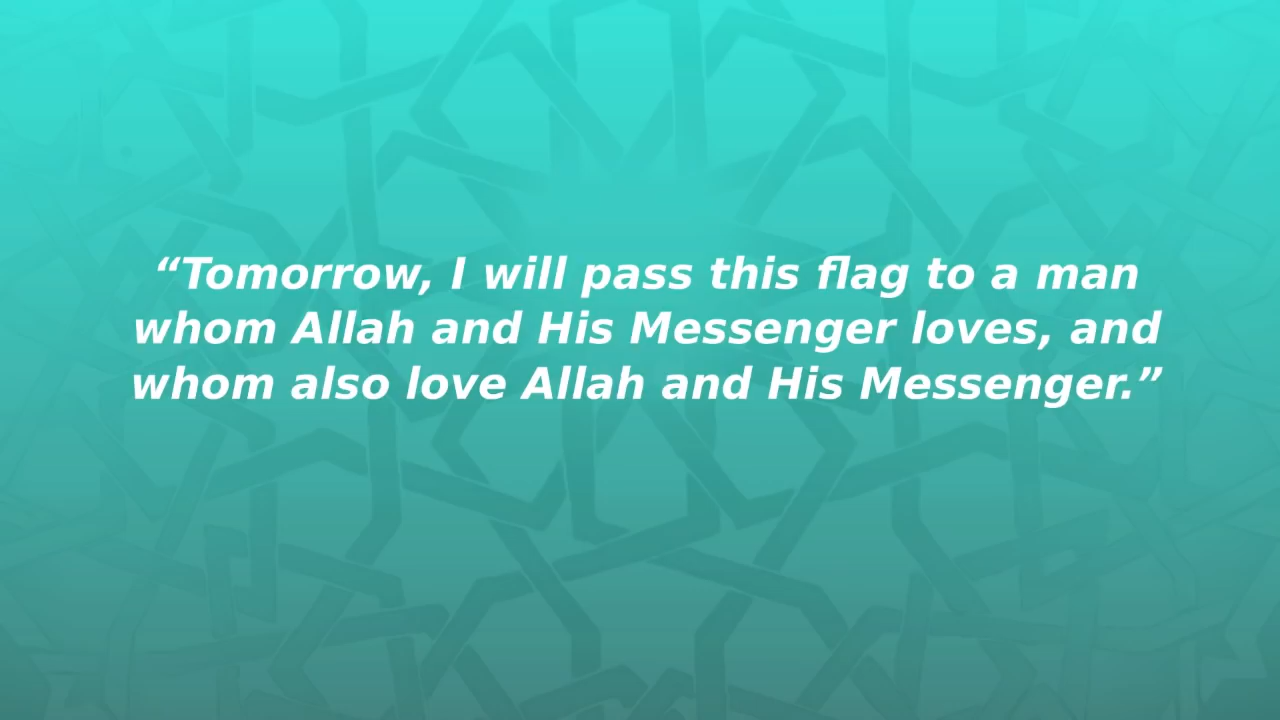 “Tomorrow, I will pass this flag to a man
whom Allah and His Messenger loves, and
whom also love Allah and His Messenger.”